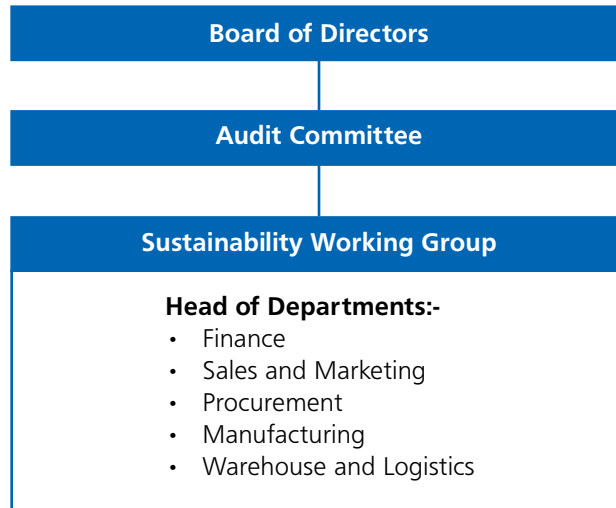 Board of Directors
Audit Committee
Sustainability Working Group
Head of Departments:-
• Finance
• Sales and Marketing
• Procurement
• Manufacturing
• Warehouse and Logistics